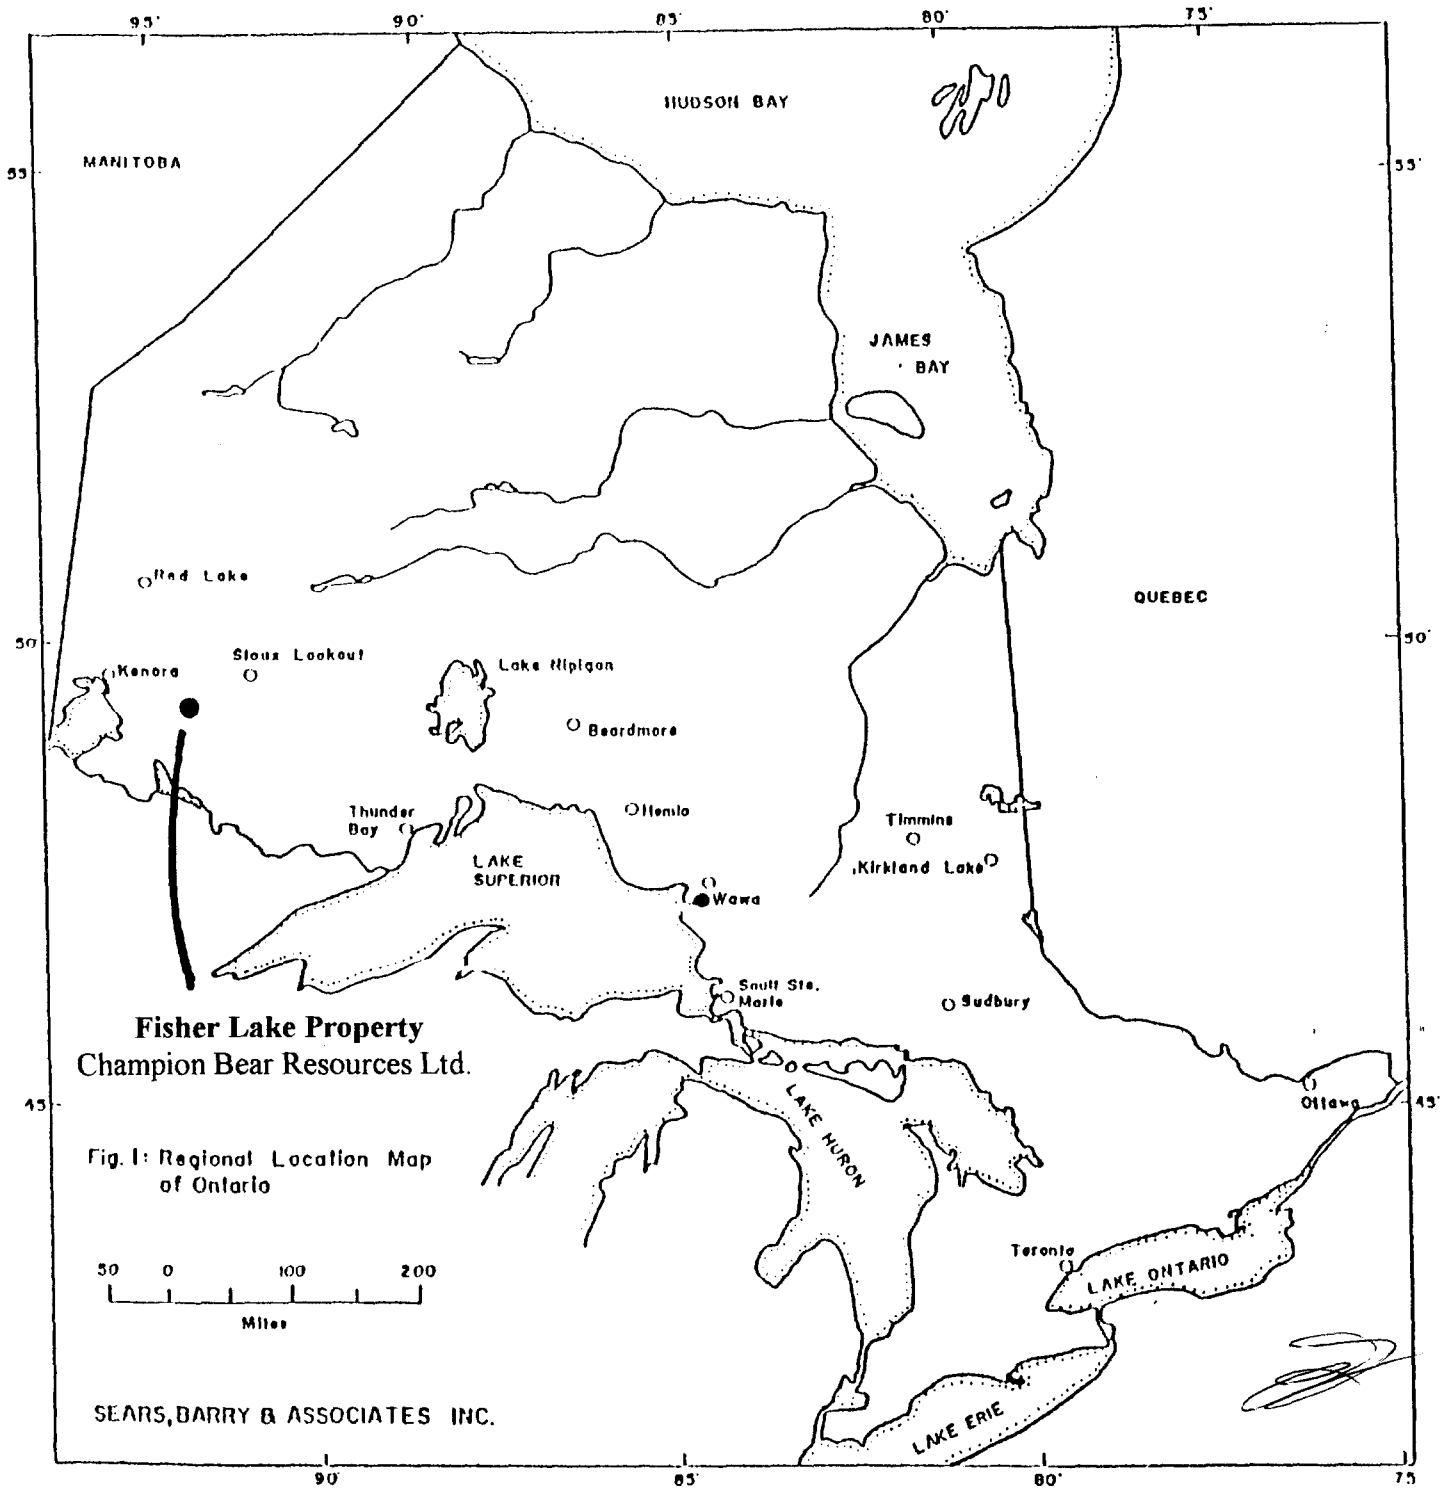 95° 90° 85° 80° 75°
HUDSON BAY
MANITOBA
55° 55°
JAMES
BAY
Red Lake
QUEBEC
50° 50°
Kenora
Sioux Lookout
Lake Nipigon
Beardmore
Thunder
Bay
Hemlo
Timmins
LAKE
SUPERIOR
Kirkland Lake
Wawa
Sault Ste.
Marie
Sudbury
Fisher Lake Property
Champion Bear Resources Ltd.
LAKE HURON
Ottawa
45° 45°
Fig. 1: Regional Location Map
of Ontario
Toronto
LAKE ONTARIO
50 0 100 200
Miles
SEARS, BARRY & ASSOCIATES INC.
LAKE ERIE
90° 85° 80° 75